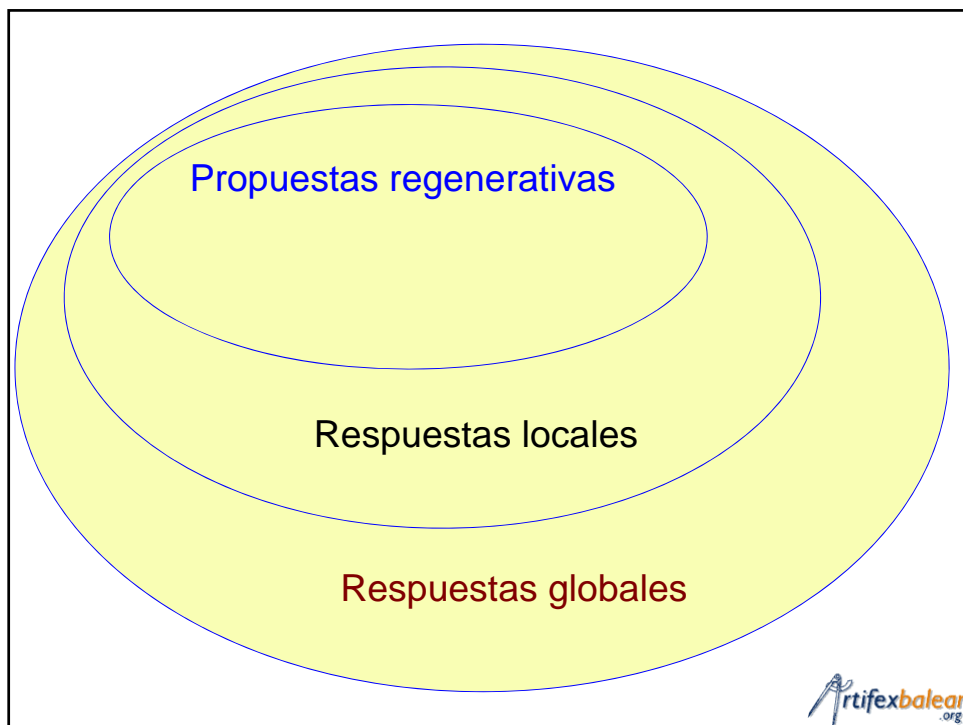 Propuestas regenerativas
Respuestas locales
Respuestas globales
Artifexbalear
.org